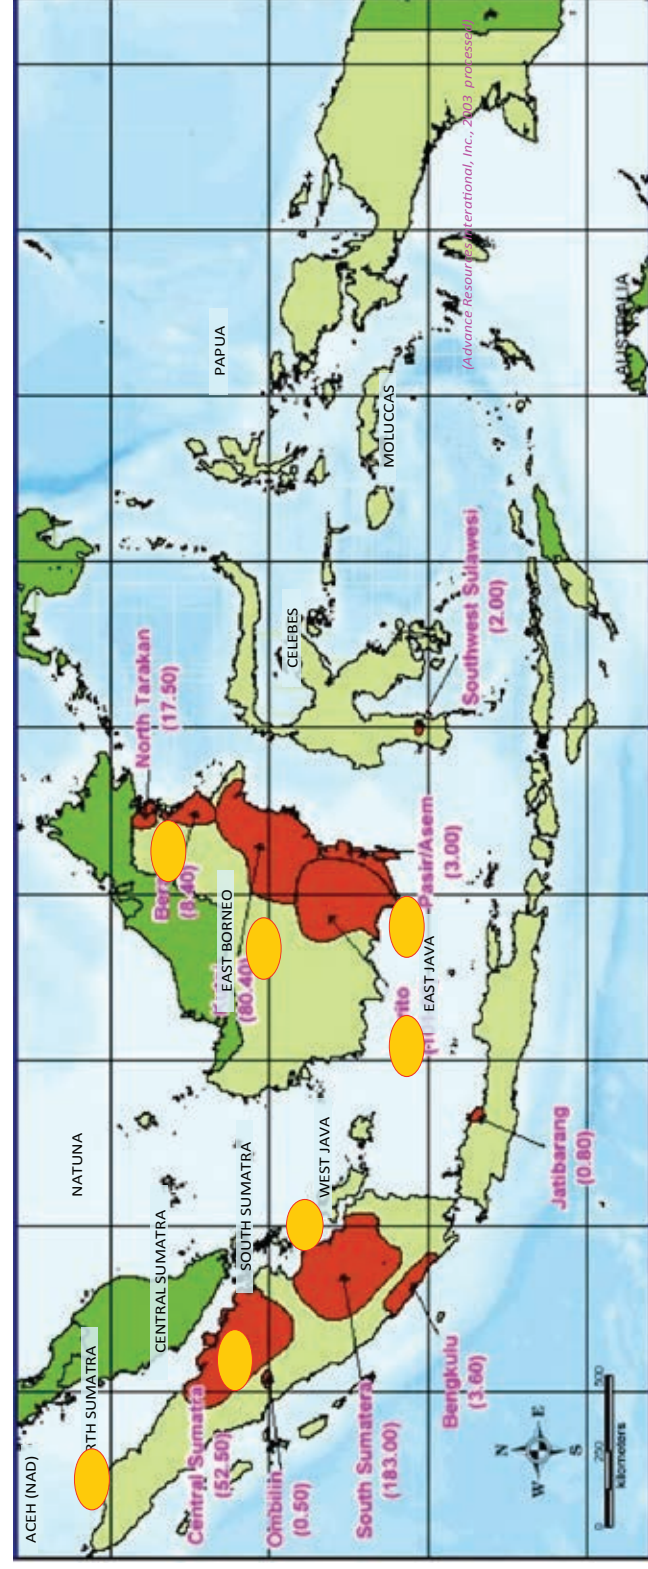 ACEH (NAD)
RTH SUMATRA
CENTRAL SUMATRA
NATUNA
SOUTH SUMATRA
WEST JAVA
EAST BORNEO
EAST JAVA
CELEBES
MOLUCCAS
PAPUA
AUSTRALIA
Central Sumatra
(52.50)
Ombilin
(0.50)
South Sumatera
(183.00)
Bengkulu
(3.60)
Jatibarang
(0.80)
(80.40)
(8.40)
North Tarakan
(17.50)
Pasir/Asem
(3.00)
Southwest Sulawesi
(2.00)
(Advance Resources International, Inc., 2003 processed)
N
W
E
S
0 250 500
kilometers